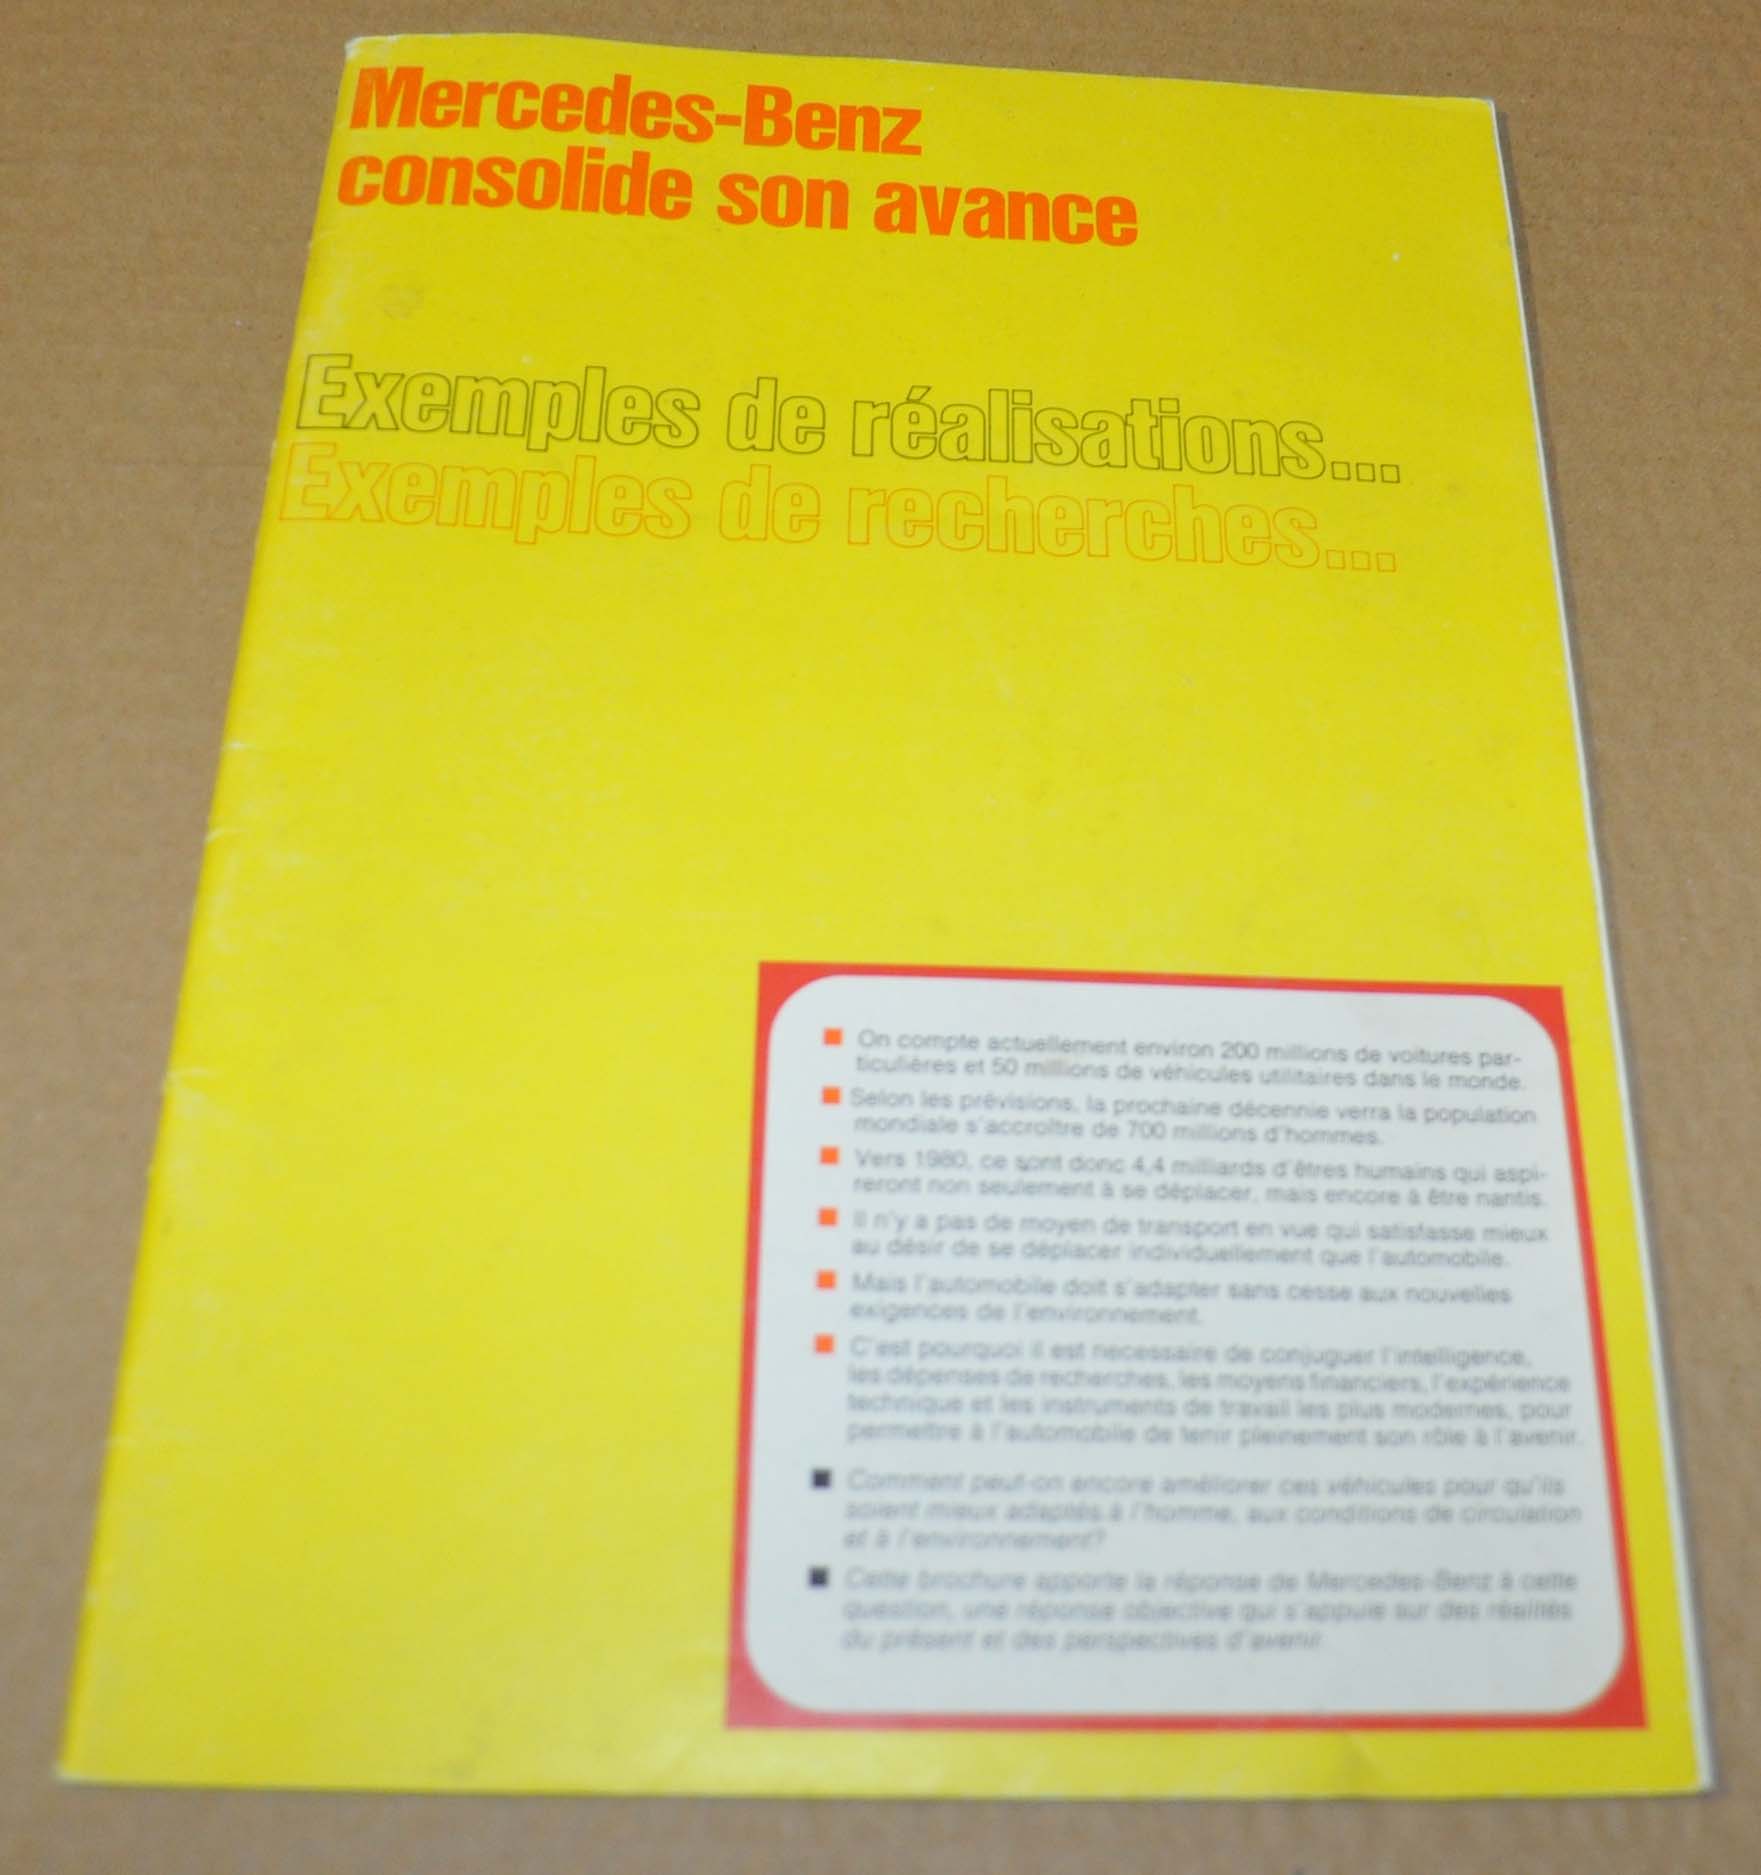 Mercedes-Benz
consolide son avance
Exemples de réalisations...
Exemples de recherches...
On compte actuellement environ 200 millions de voitures par-
ticulières et 50 millions de véhicules utilitaires dans le monde.
Selon les prévisions, la prochaine décennie verra la population
mondiale s'accroître de 700 millions d'hommes.
Vers 1980, ce sont donc 4,4 milliards d'êtres humains qui aspi-
reront non seulement à se déplacer, mais encore à être nantis.
Il n'y a pas de moyen de transport en vue qui satisfasse mieux
au désir de se déplacer individuellement que l'automobile.
Mais l'automobile doit s'adapter sans cesse aux nouvelles
exigences de l'environnement.
C'est pourquoi il est nécessaire de conjuguer l'intelligence,
les dépenses de recherches, les moyens financiers, l'expérience
technique et les instruments de travail les plus modernes, pour
permettre à l'automobile de tenir pleinement son rôle à l'avenir.
Comment peut-on encore améliorer ces véhicules pour qu'ils
soient mieux adaptés à l'homme, aux conditions de circulation
et à l'environnement?
Cette brochure apporte la réponse de Mercedes-Benz à cette
question, une réponse objective qui s'appuie sur des réalités
du présent et des perspectives d'avenir.